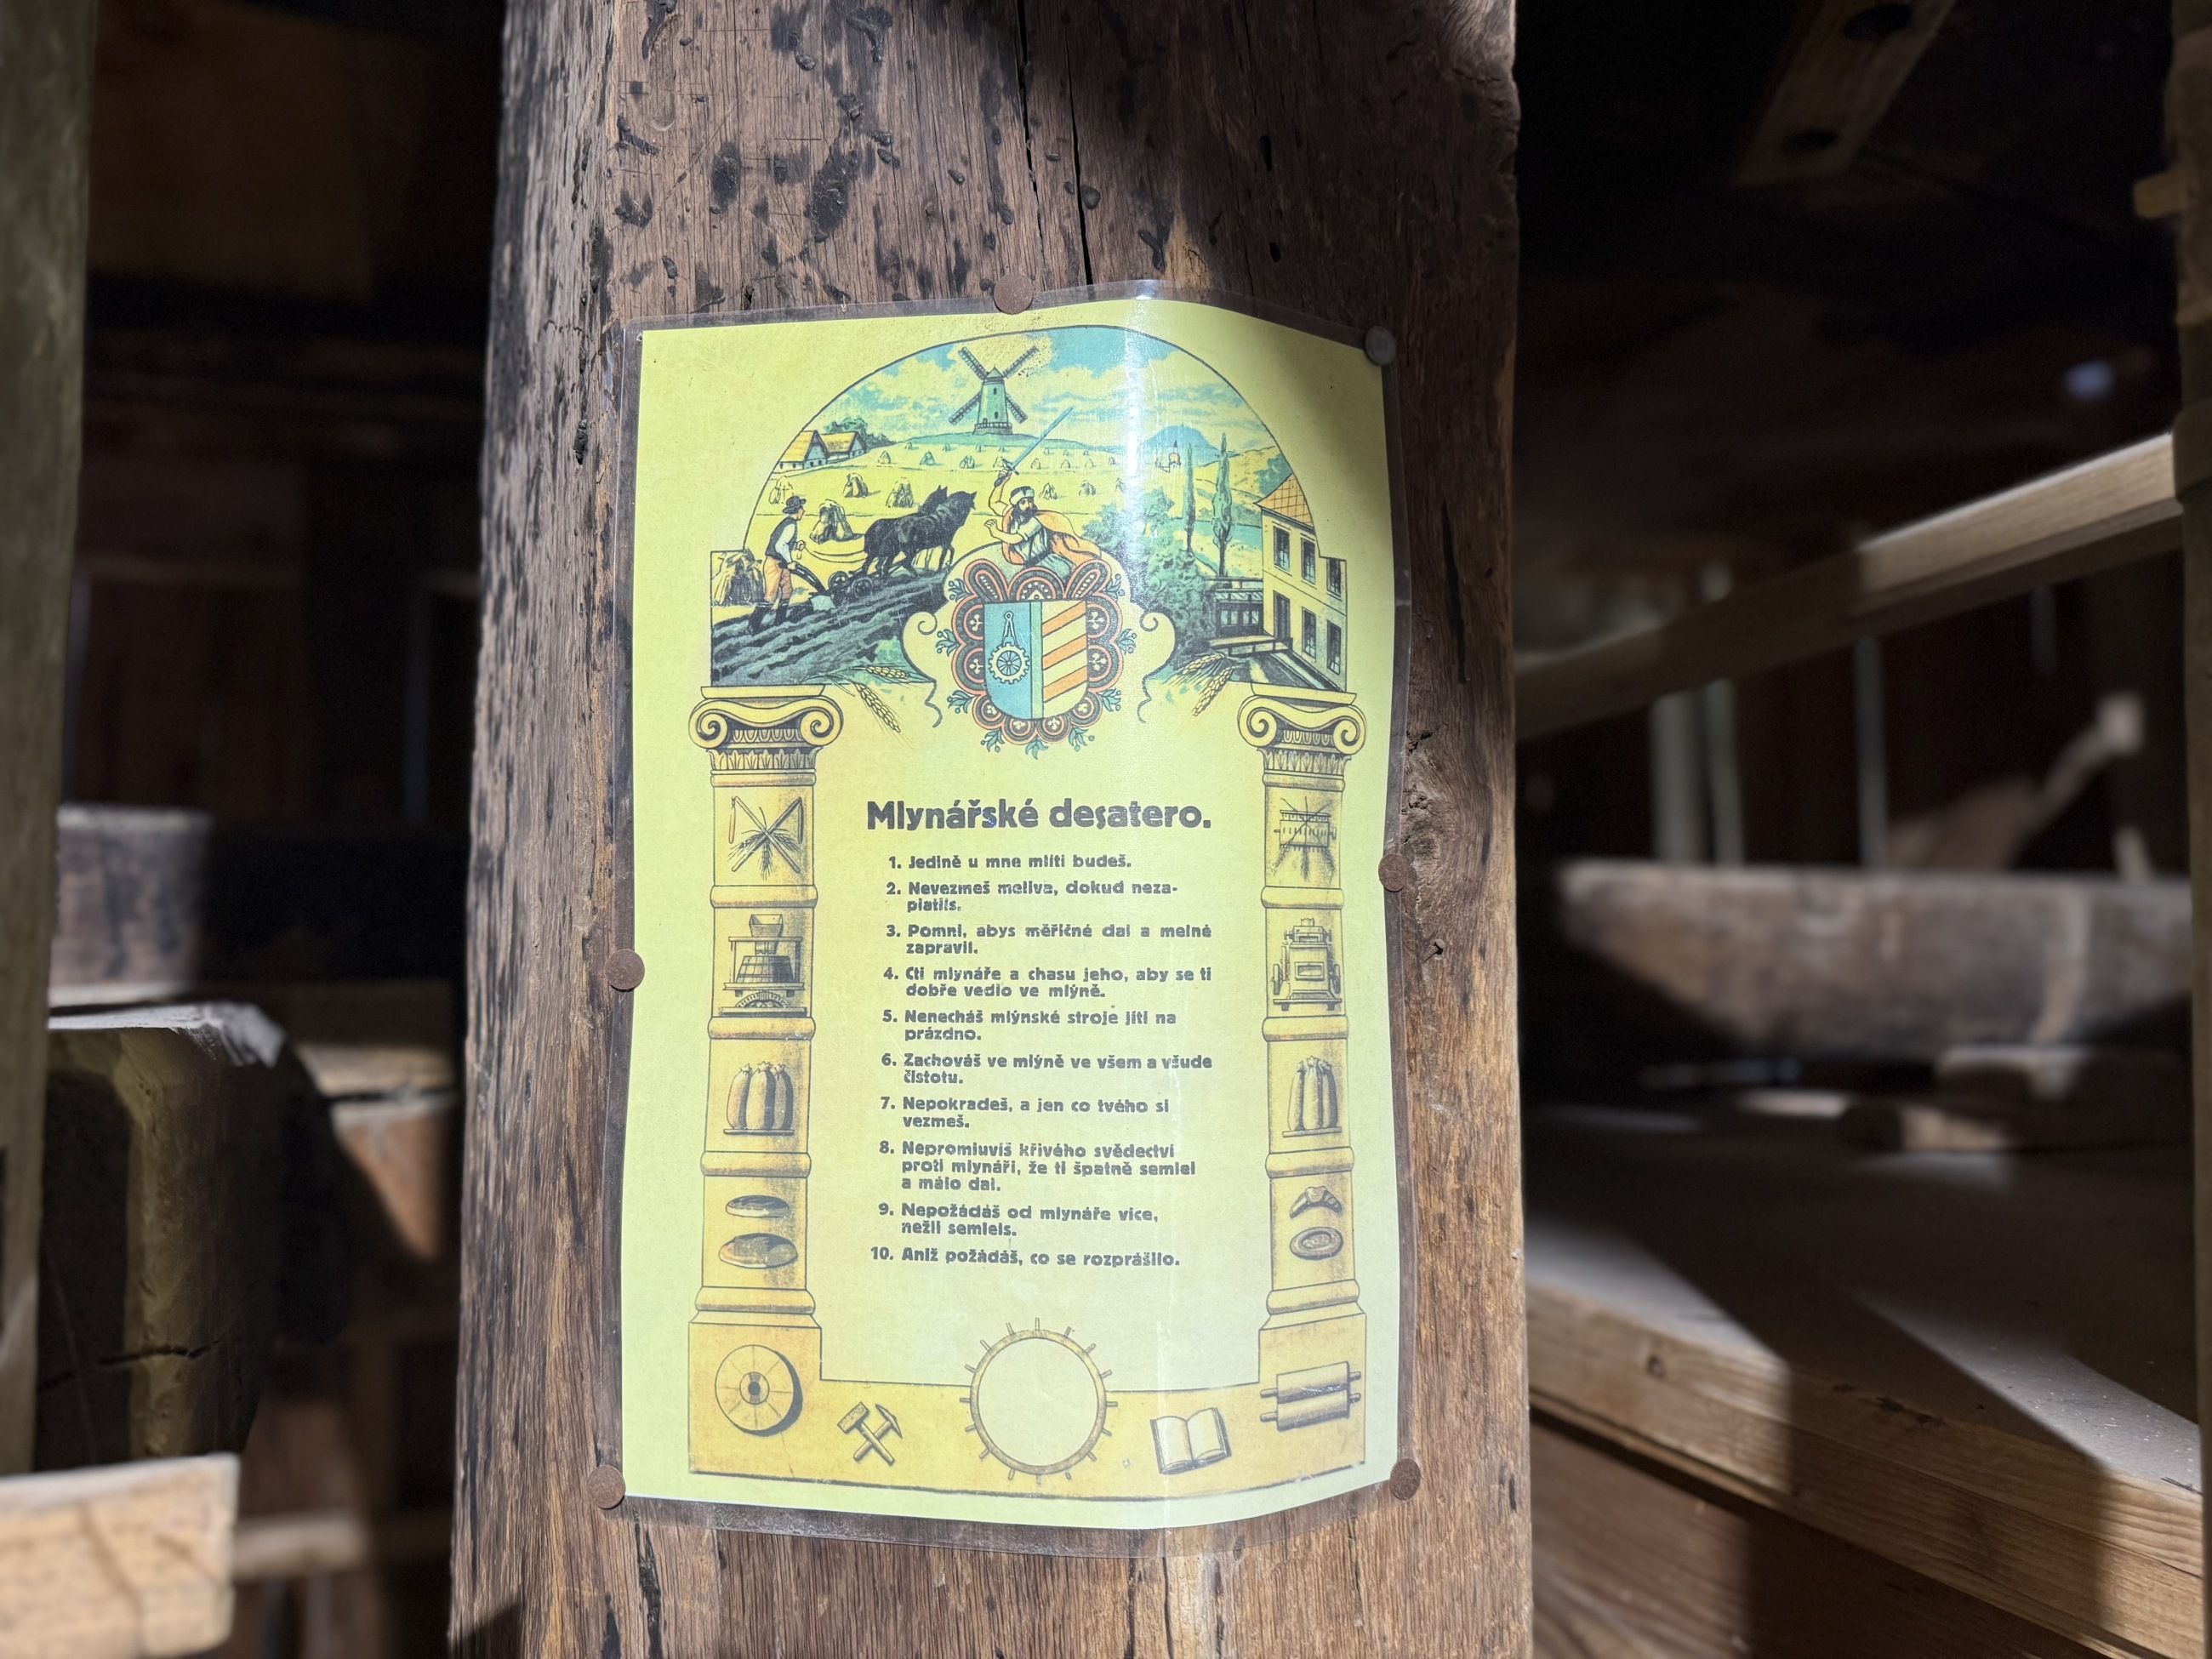 Mlynářské desatero.
1. Jedině u mne mlíti budeš.
2. Nevezmeš meliva, dokud neza-
platíš.
3. Pomni, abys měřičné dal a melné
zapravil.
4. Cti mlynáře a chasu jeho, aby se ti
dobře vedlo ve mlýně.
5. Nenecháš mlýnské stroje jíti na
prázdno.
6. Zachováš ve mlýně ve všem a všude
čistotu.
7. Nepokradeš, a jen co tvého si
vezmeš.
8. Nepromluvíš křivého svědectví
proti mlynáři, že ti špatně semlel
a málo dal.
9. Nepožádáš od mlynáře více,
nežli semlels.
10. Aniž požádáš, co se rozprášilo.